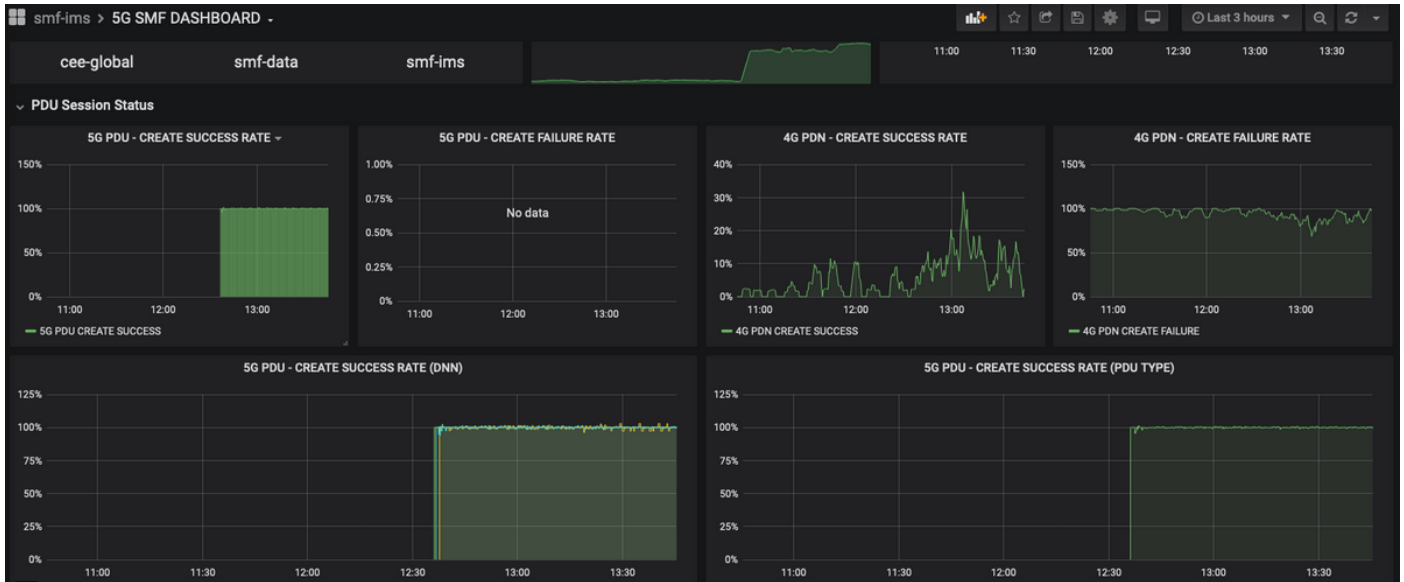 smf-ims > 5G SMF DASHBOARD
Last 3 hours
cee-global smf-data smf-ims
11:00 11:30 12:00 12:30 13:00 13:30
PDU Session Status
5G PDU - CREATE SUCCESS RATE
150%
100%
50%
0%
11:00 12:00 13:00
5G PDU CREATE SUCCESS
5G PDU - CREATE FAILURE RATE
1.00%
0.75%
No data
0.50%
0.25%
0%
11:00 12:00 13:00
4G PDN - CREATE SUCCESS RATE
40%
30%
20%
10%
0%
11:00 12:00 13:00
4G PDN CREATE SUCCESS
4G PDN - CREATE FAILURE RATE
150%
100%
50%
0%
11:00 12:00 13:00
4G PDN CREATE FAILURE
5G PDU - CREATE SUCCESS RATE (DNN)
125%
100%
75%
50%
25%
0%
11:00 11:30 12:00 12:30 13:00 13:30
5G PDU - CREATE SUCCESS RATE (PDU TYPE)
125%
100%
75%
50%
25%
0%
11:00 11:30 12:00 12:30 13:00 13:30